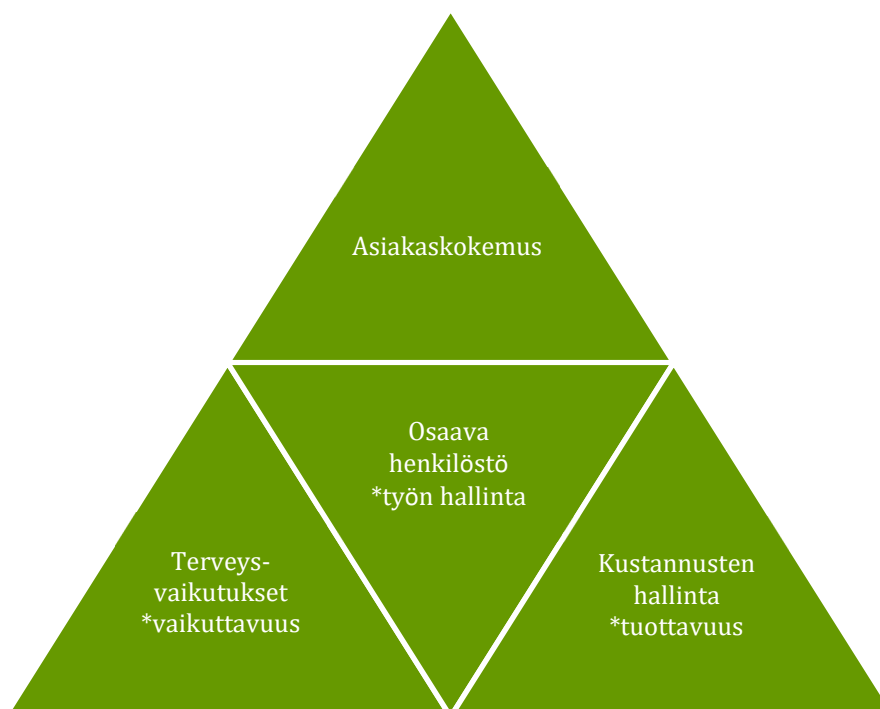 Asiakaskokemus
Osaava
henkilöstö
*työn hallinta
Terveys-
vaikutukset
*vaikuttavuus
Kustannusten
hallinta
*tuottavuus